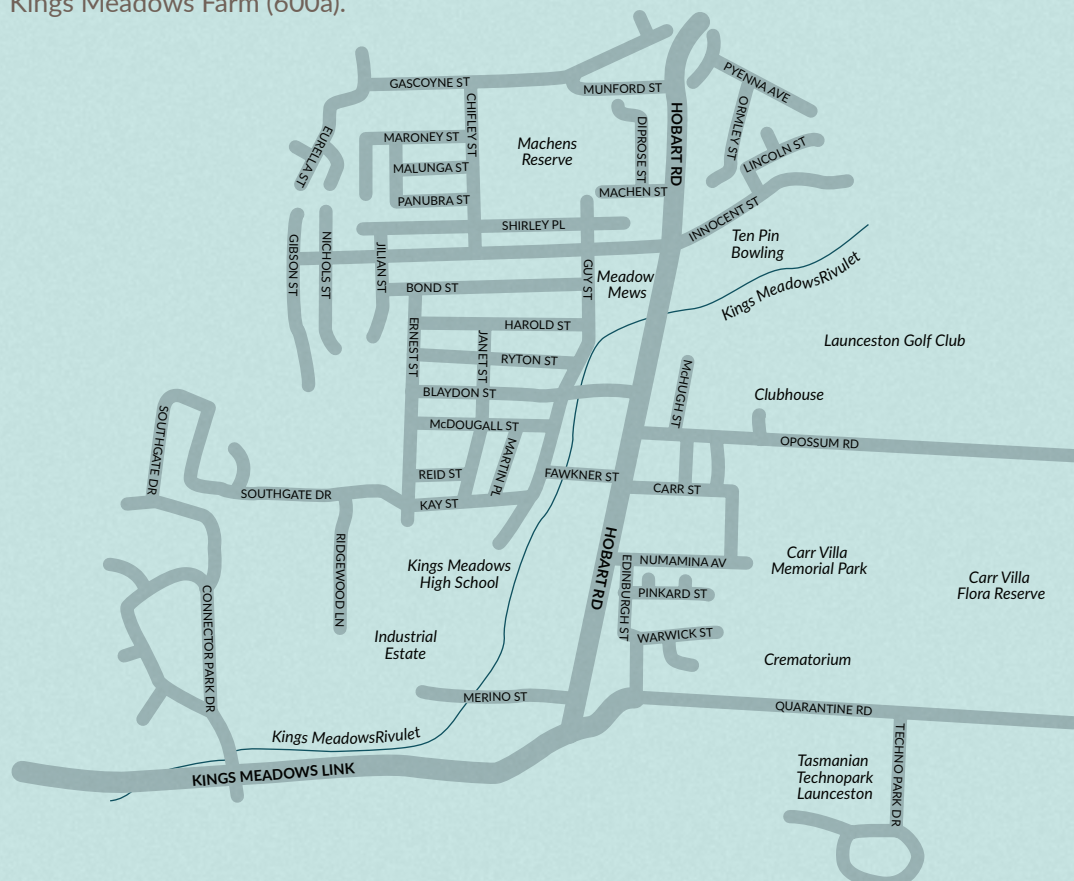 Kings Meadows Farm (600a).
GASCOYNE ST
MUNFORD ST
PYENNA AVE
CHIFLEY ST
ORMLEY ST
HOBART RD
DIPROSE ST
EURELLA ST
MARONEY ST
Machens
Reserve
LINCOLN ST
MALUNGA ST
PANUBRA ST
MACHEN ST
SHIRLEY PL
INNOCENT ST
Ten Pin
Bowling
GIBSON ST
NICHOLS ST
JILIAN ST
GUY ST
Meadow
Mews
BOND ST
Kings MeadowsRivulet
ERNEST ST
HAROLD ST
JANET ST
RYTON ST
Launceston Golf Club
McHUGH ST
BLAYDON ST
Clubhouse
McDOUGALL ST
SOUTHGATE DR
OPOSSUM RD
MARTIN PL
REID ST
FAWKNER ST
CARR ST
SOUTHGATE DR
KAY ST
RIDGEWOOD LN
HOBART RD
Kings Meadows
High School
NUMAMINA AV
EDINBURGH ST
Carr Villa
Memorial Park
Carr Villa
Flora Reserve
PINKARD ST
CONNECTOR PARK DR
Industrial
Estate
WARWICK ST
Crematorium
MERINO ST
QUARANTINE RD
Kings MeadowsRivulet
TECHNO PARK DR
KINGS MEADOWS LINK
Tasmanian
Technopark
Launceston